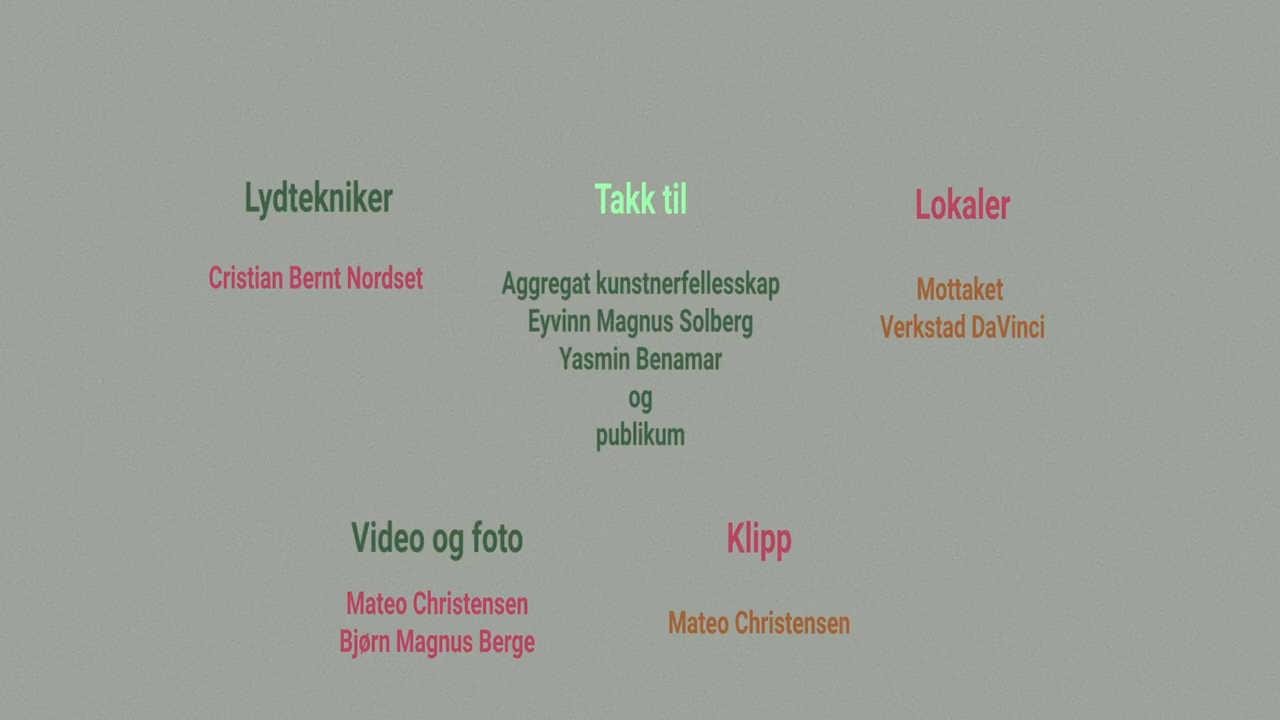 Lydtekniker
Cristian Bernt Nordset
Takk til
Aggregat kunstnerfellesskap
Eyvinn Magnus Solberg
Yasmin Benamar
og
publikum
Lokaler
Mottaket
Verkstad DaVinci
Video og foto
Mateo Christensen
Bjørn Magnus Berge
Klipp
Mateo Christensen